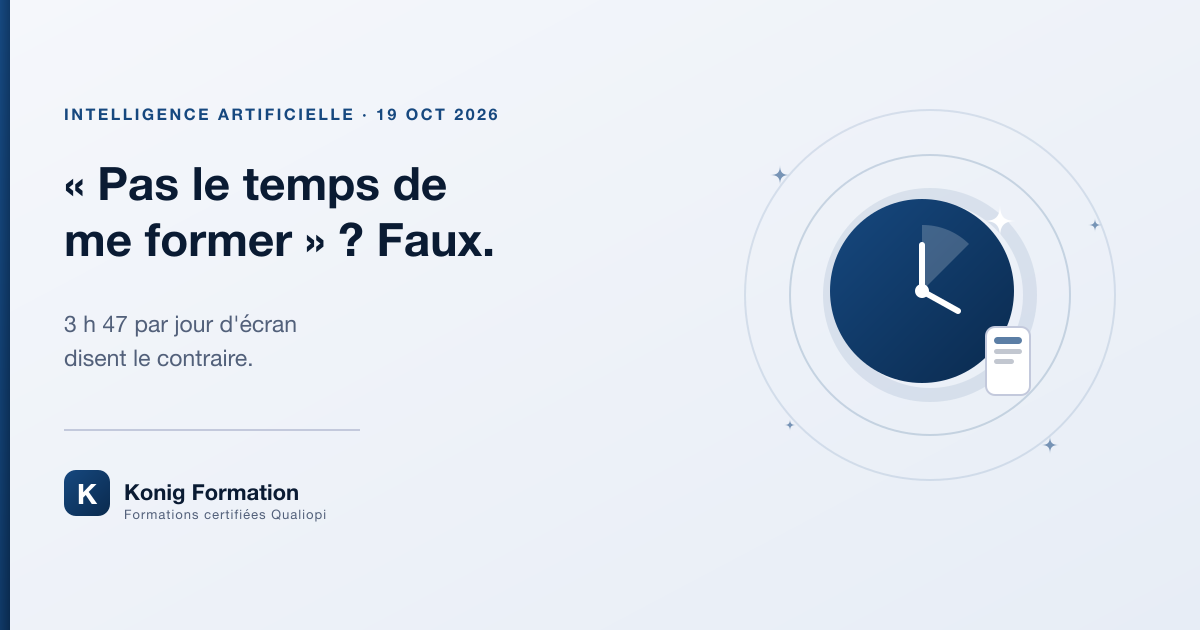 INTELLIGENCE ARTIFICIELLE · 19 OCT 2026
« Pas le temps de
me former » ? Faux.
3 h 47 par jour d'écran
disent le contraire.
K
Konig Formation
Formations certifiées Qualiopi